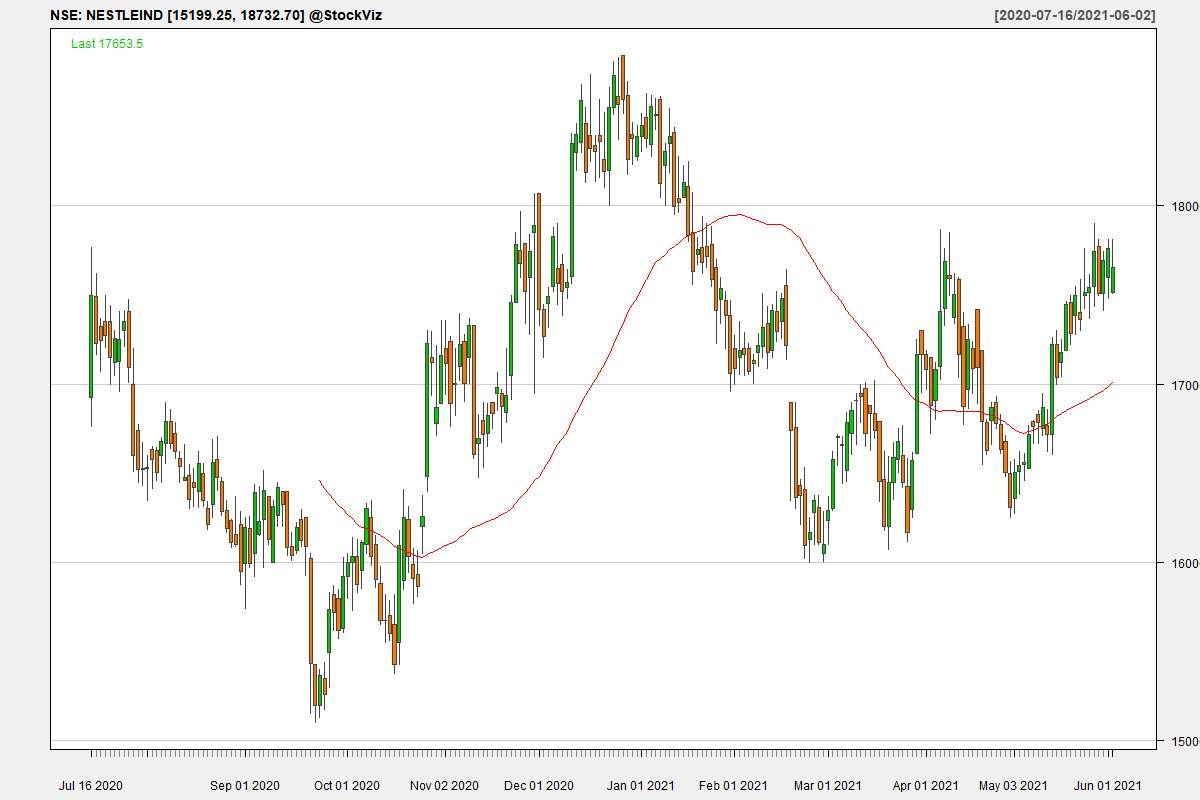 NSE: NESTLEIND [15199.25, 18732.70] @StockViz [2020-07-16/2021-06-02]
Last 17653.5
1800
1700
1600
1500
Jul 16 2020 Sep 01 2020 Oct 01 2020 Nov 02 2020 Dec 01 2020 Jan 01 2021 Feb 01 2021 Mar 01 2021 Apr 01 2021 May 03 2021 Jun 01 2021